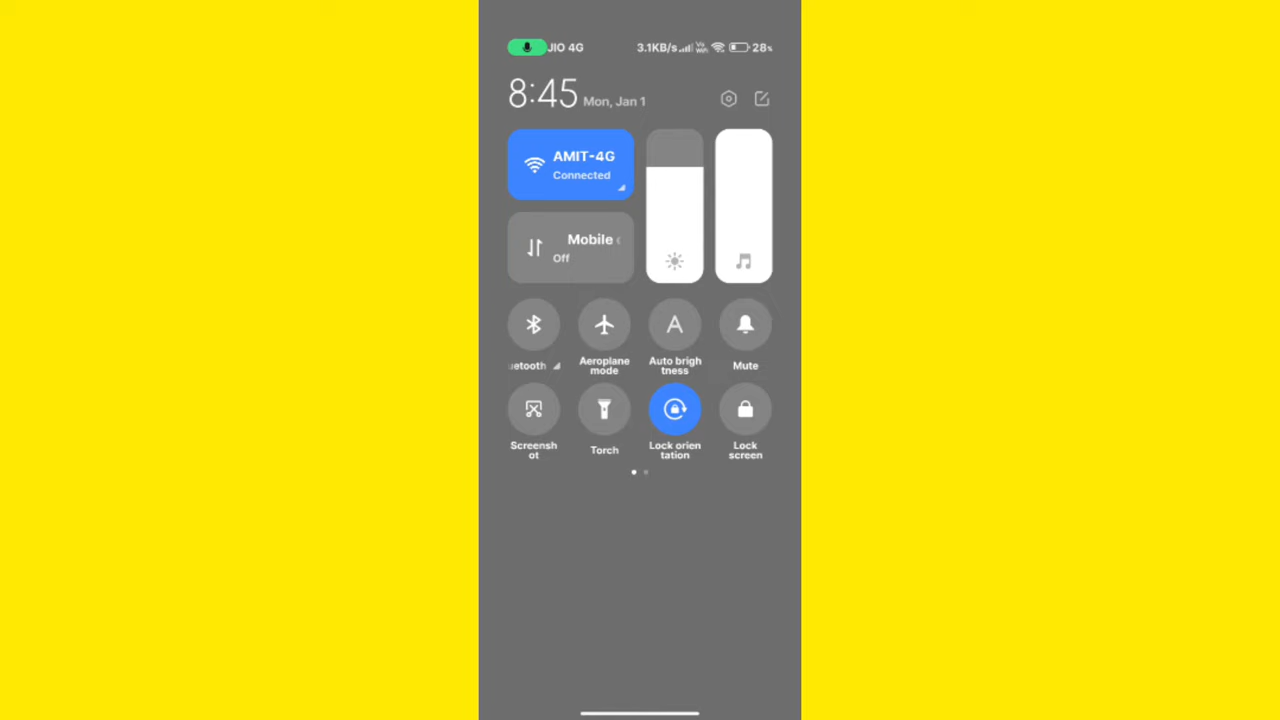 JIO 4G 3.1KB/s 28%
8:45 Mon, Jan 1
AMIT-4G
Connected
Mobile
Off
uetooth
Aeroplane
mode
Auto brigh
tness
Mute
Screensh
ot
Torch
Lock orien
tation
Lock
screen